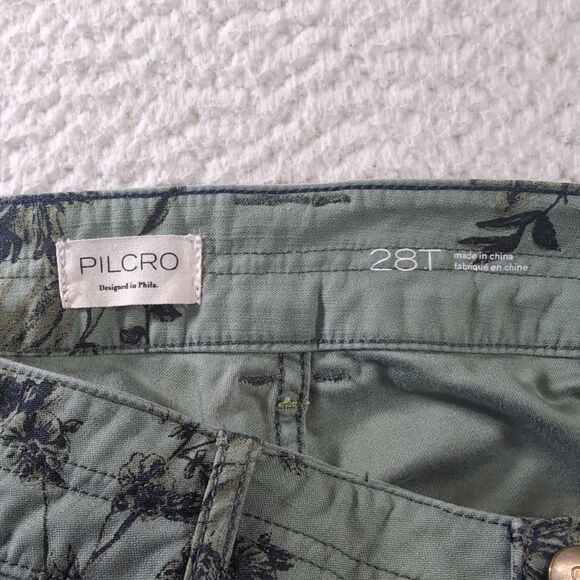 PILCRO
Designed in Phila.
28T
made in china
fabriqué en chine